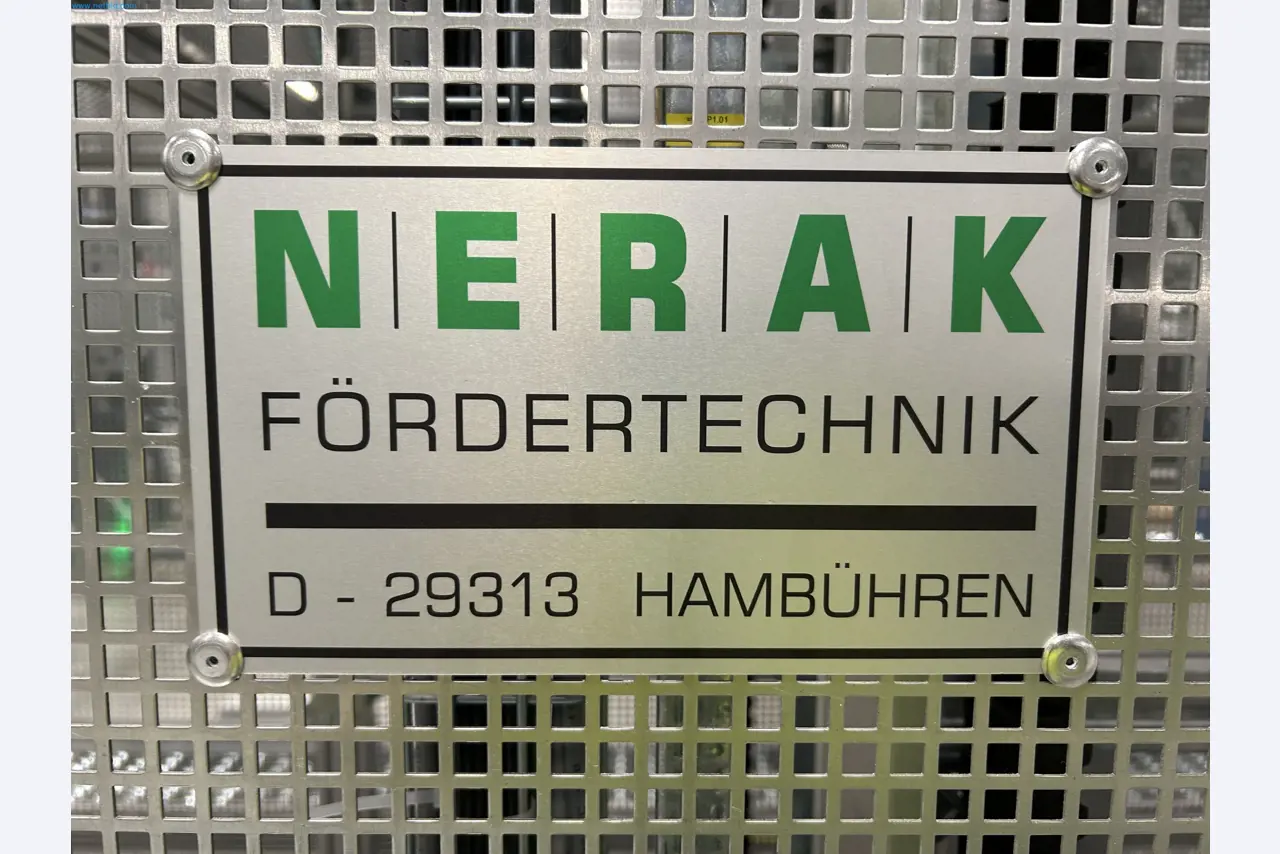 N|E|R|A|K
FÖRDERTECHNIK
D - 29313 HAMBÜHREN